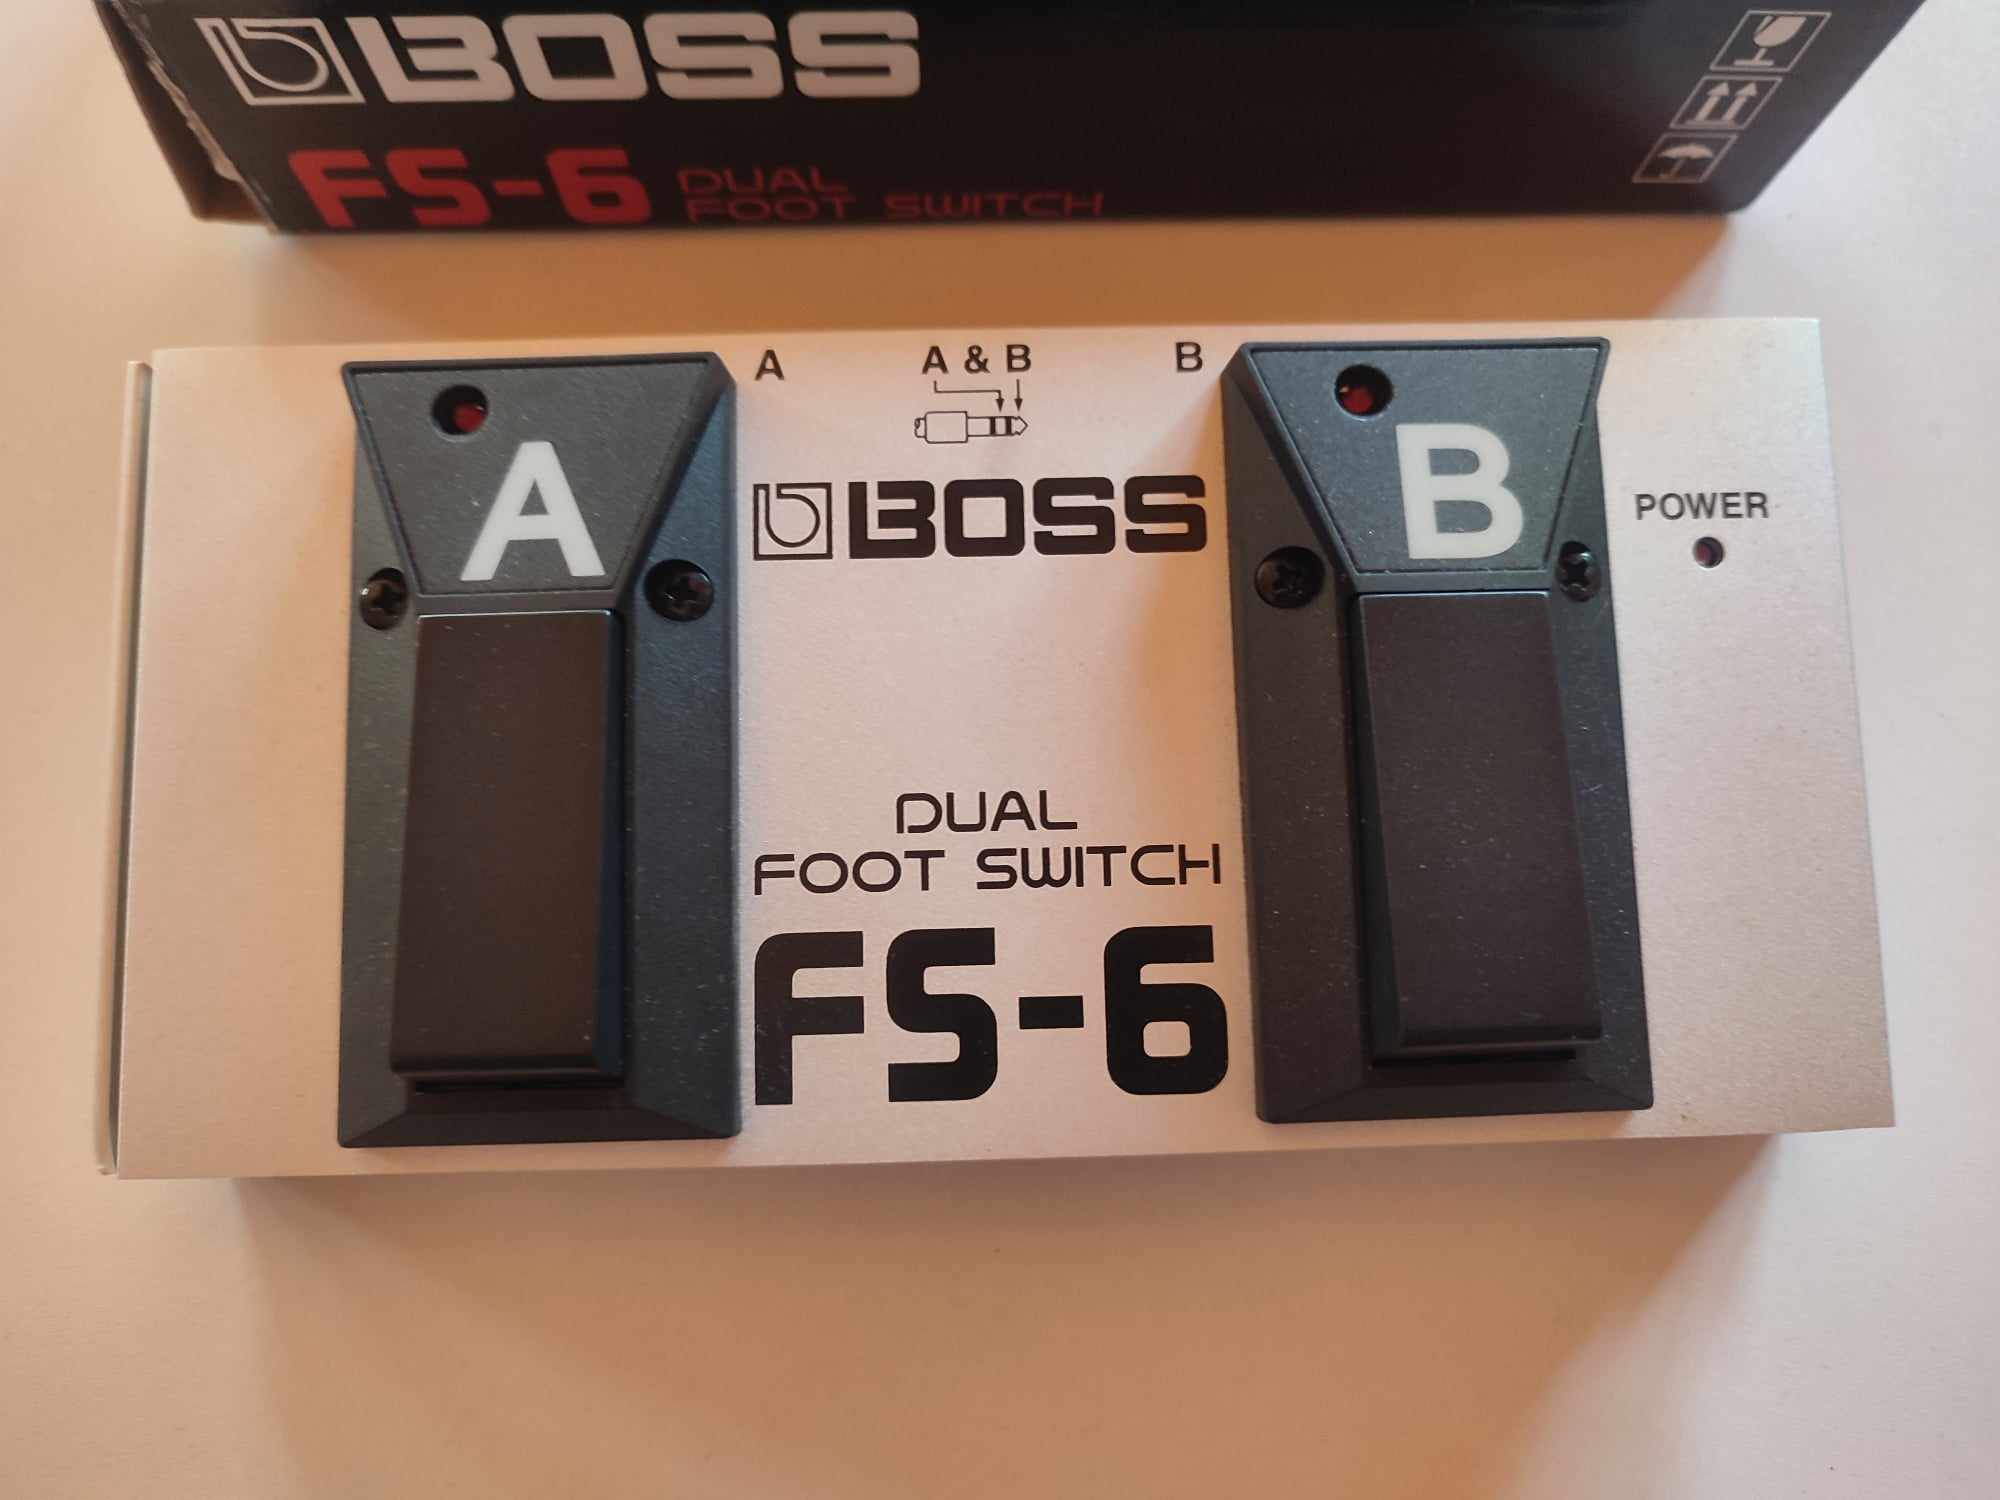 BOSS
FS-6 DUAL
FOOT SWITCH
A A & B B
A
B
BOSS
POWER
DUAL
FOOT SWITCH
FS-6